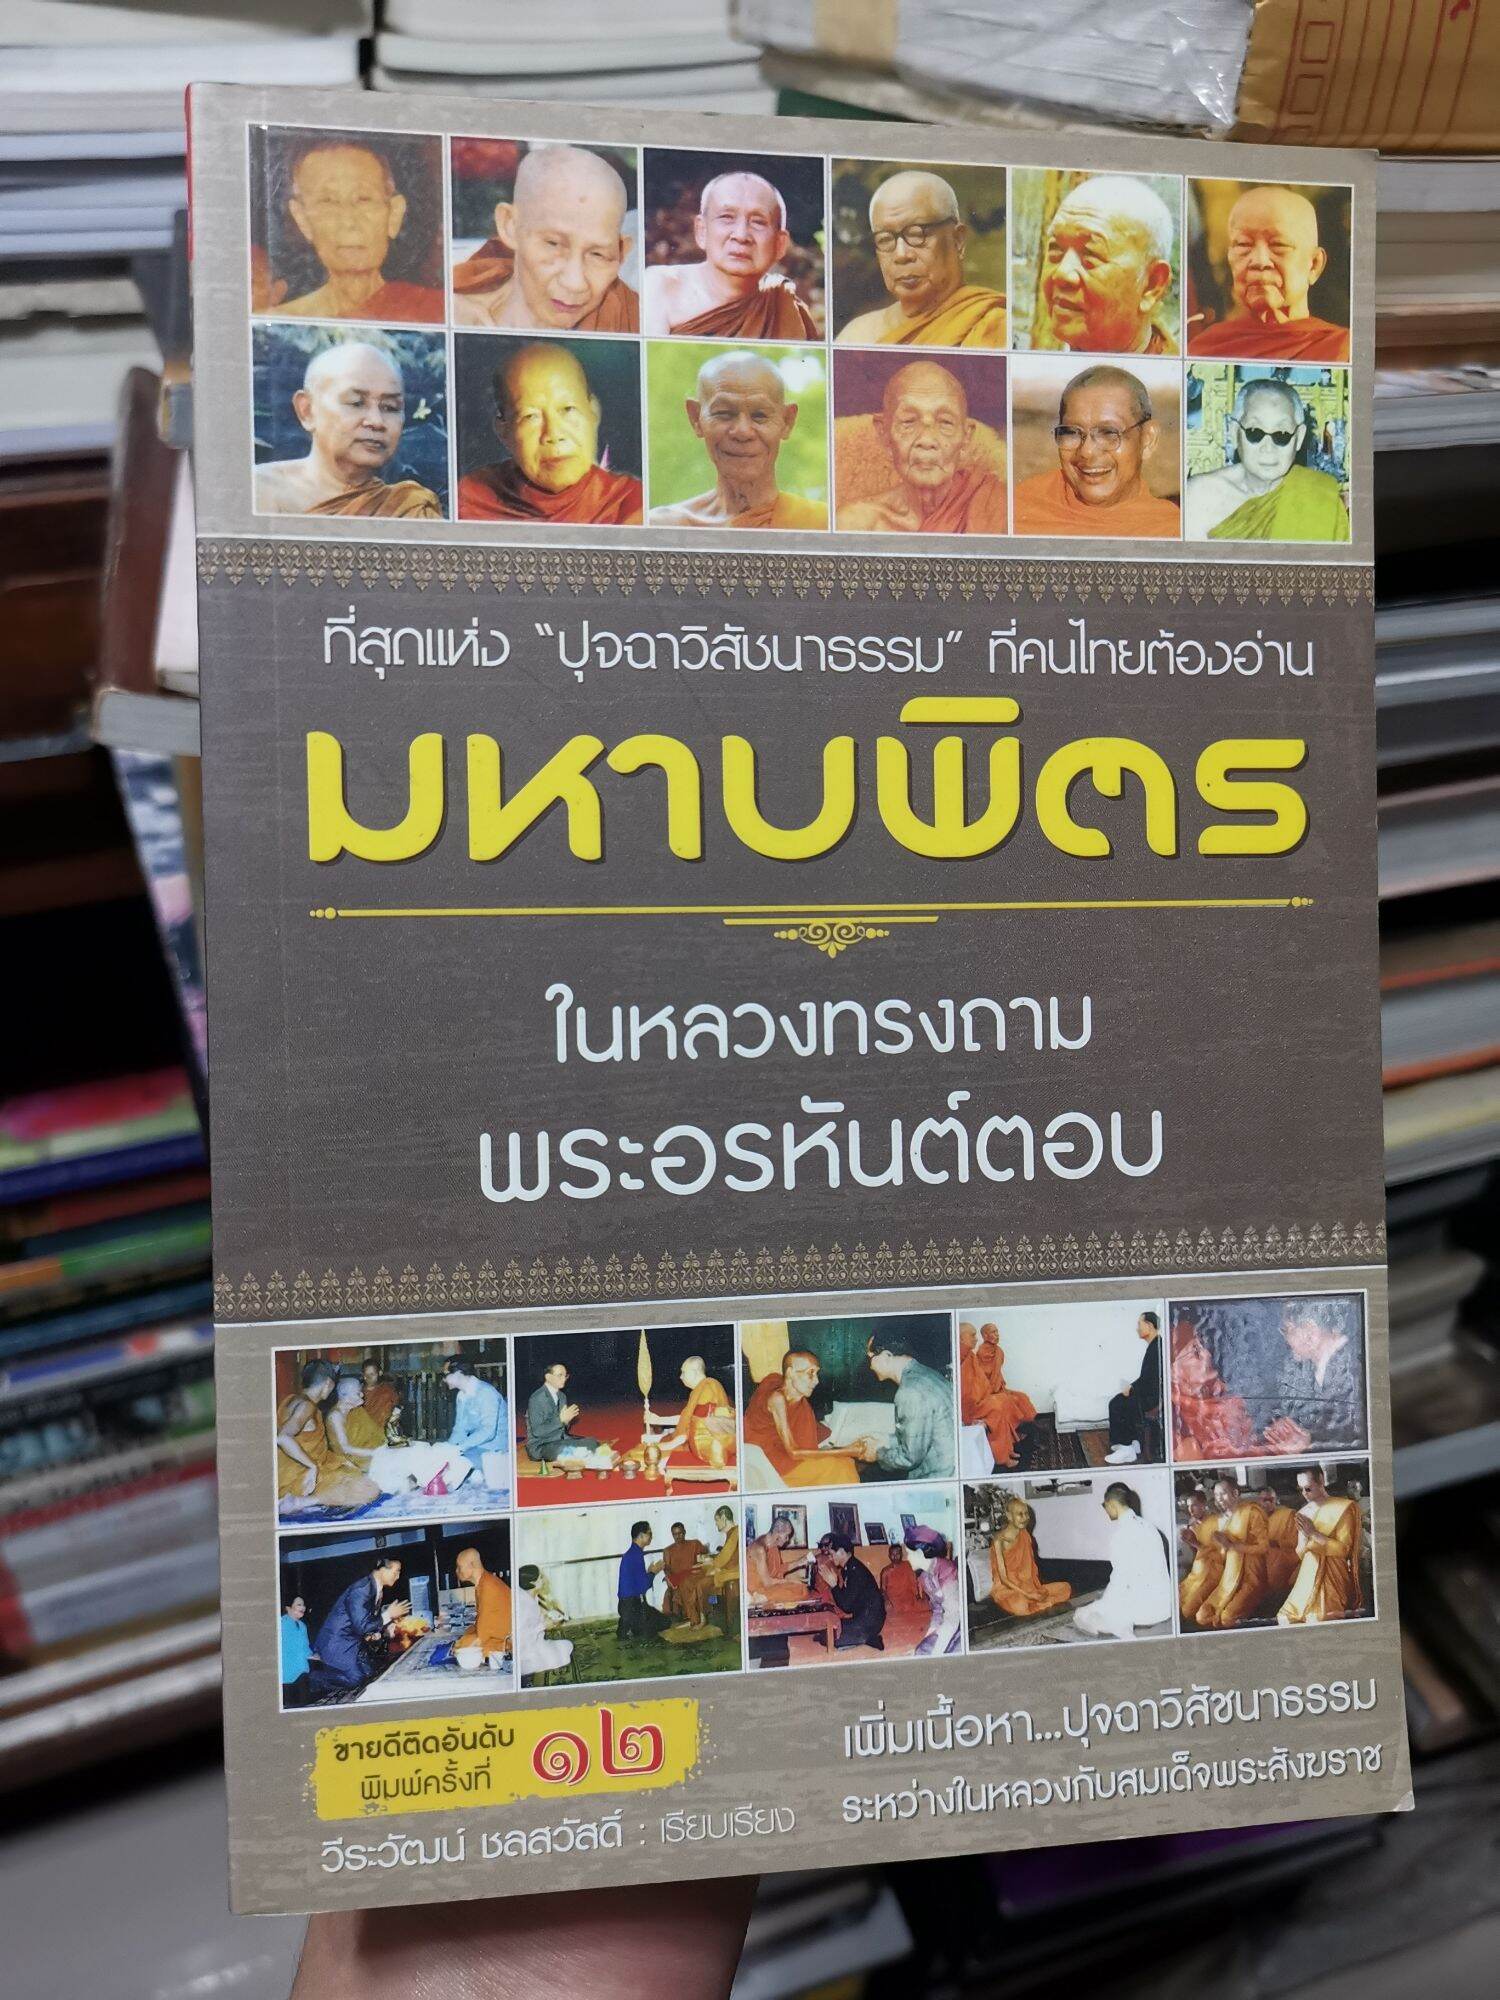 ที่สุดแห่ง "ปุจฉาวิสัชนาธรรม" ที่คนไทยต้องอ่าน
มหาบพิตร
ในหลวงทรงถาม
พระอรหันต์ตอบ
ขายดีติดอันดับ
พิมพ์ครั้งที่ ๑๒
วีระวัฒน์ ชลสวัสดิ์ : เรียบเรียง
เพิ่มเนื้อหา...ปุจฉาวิสัชนาธรรม
ระหว่างในหลวงกับสมเด็จพระสังฆราช